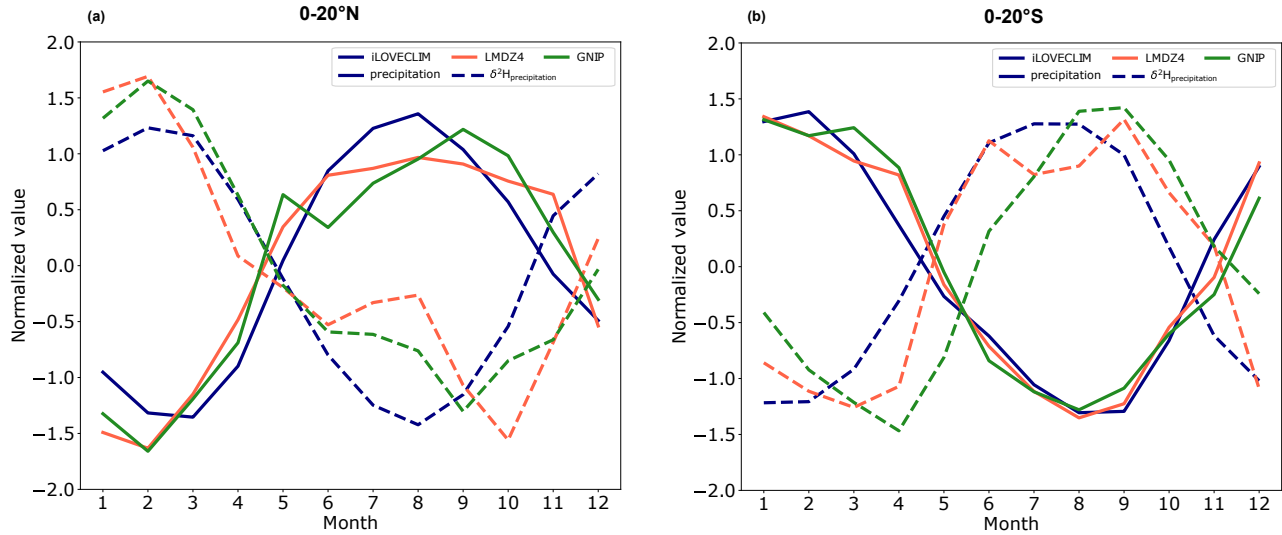 (a)
0-20°N
iLOVECLIM
LMDZ4
GNIP
precipitation
δ²Hprecipitation
Normalized value
2.0
1.5
1.0
0.5
0.0
−0.5
−1.0
−1.5
−2.0
1 2 3 4 5 6 7 8 9 10 11 12
Month
(b)
0-20°S
iLOVECLIM
LMDZ4
GNIP
precipitation
δ²Hprecipitation
Normalized value
2.0
1.5
1.0
0.5
0.0
−0.5
−1.0
−1.5
−2.0
1 2 3 4 5 6 7 8 9 10 11 12
Month